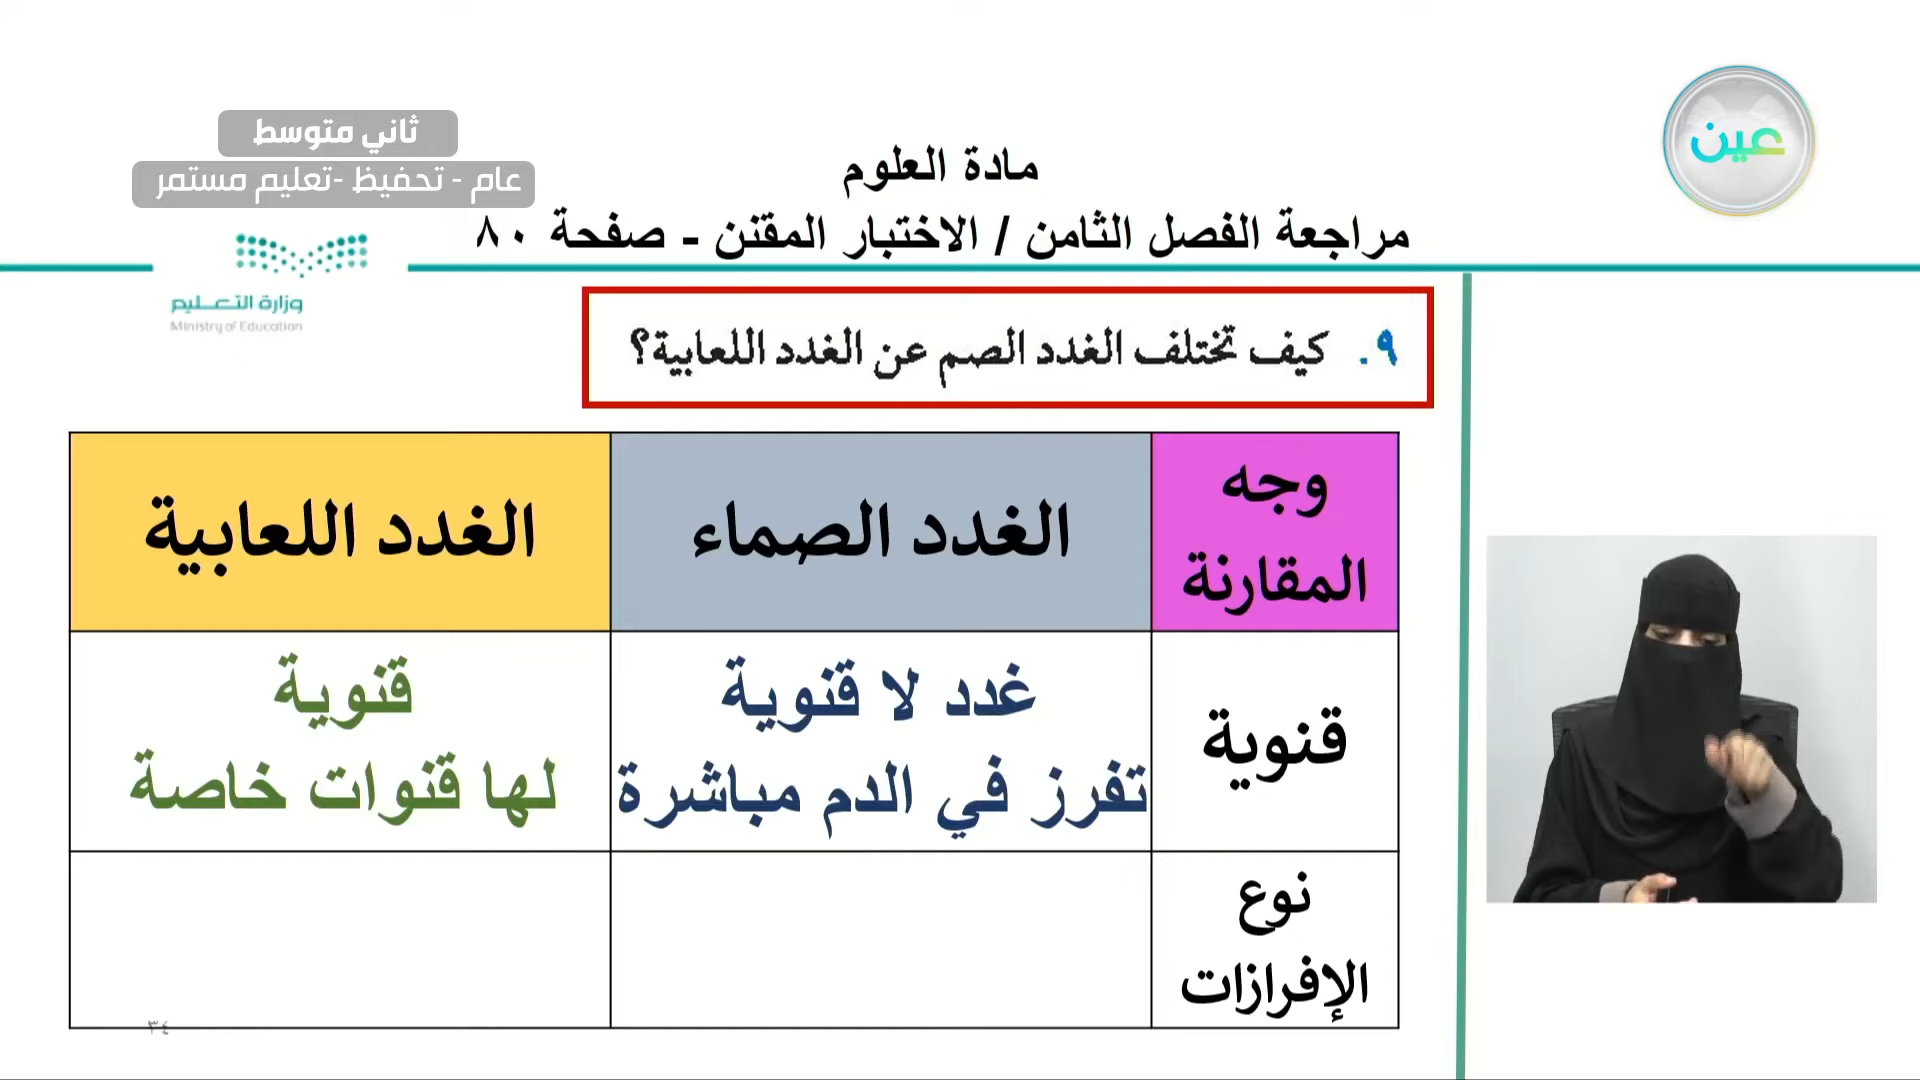 عين
ثاني متوسط
عام - تحفيظ -تعليم مستمر
مادة العلوم
مراجعة الفصل الثامن / الاختبار المقنن - صفحة ٨٠
وزارة التعـــليم
Ministry of Education
٩. كيف تختلف الغدد الصم عن الغدد اللعابية؟
وجه المقارنة
الغدد الصماء
الغدد اللعابية
قنوية
غدد لا قنوية
تفرز في الدم مباشرة
قنوية
لها قنوات خاصة
نوع
الإفرازات
٣٤